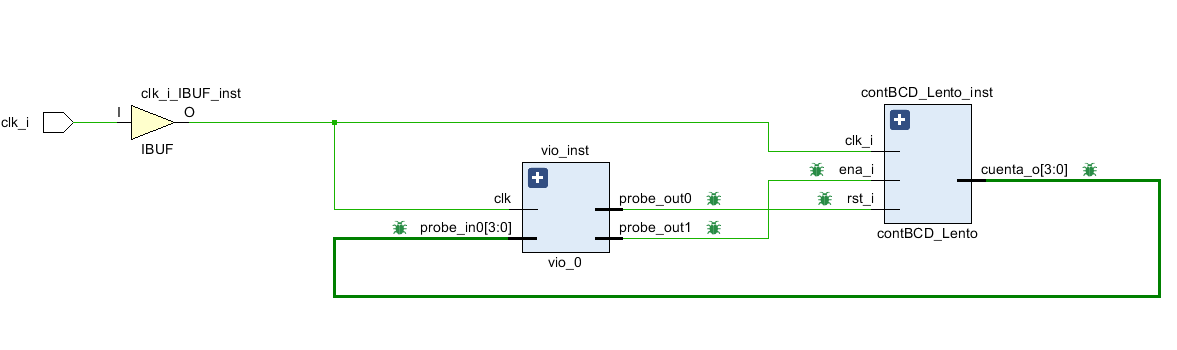 clk_i_IBUF_inst
clk_i
I
O
IBUF
contBCD_Lento_inst
clk_i
ena_i
rst_i
cuenta_o[3:0]
contBCD_Lento
vio_inst
clk
probe_in0[3:0]
probe_out0
probe_out1
vio_0